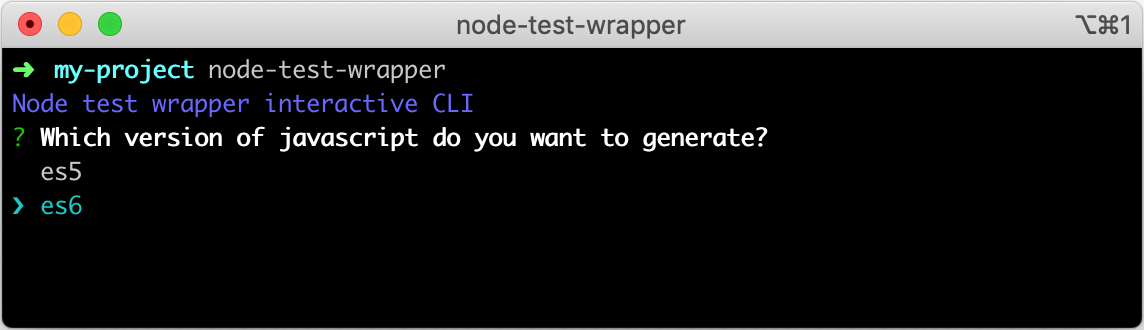 node-test-wrapper ⌥⌘1
➜ my-project node-test-wrapper
Node test wrapper interactive CLI
? Which version of javascript do you want to generate?
es5
❯ es6